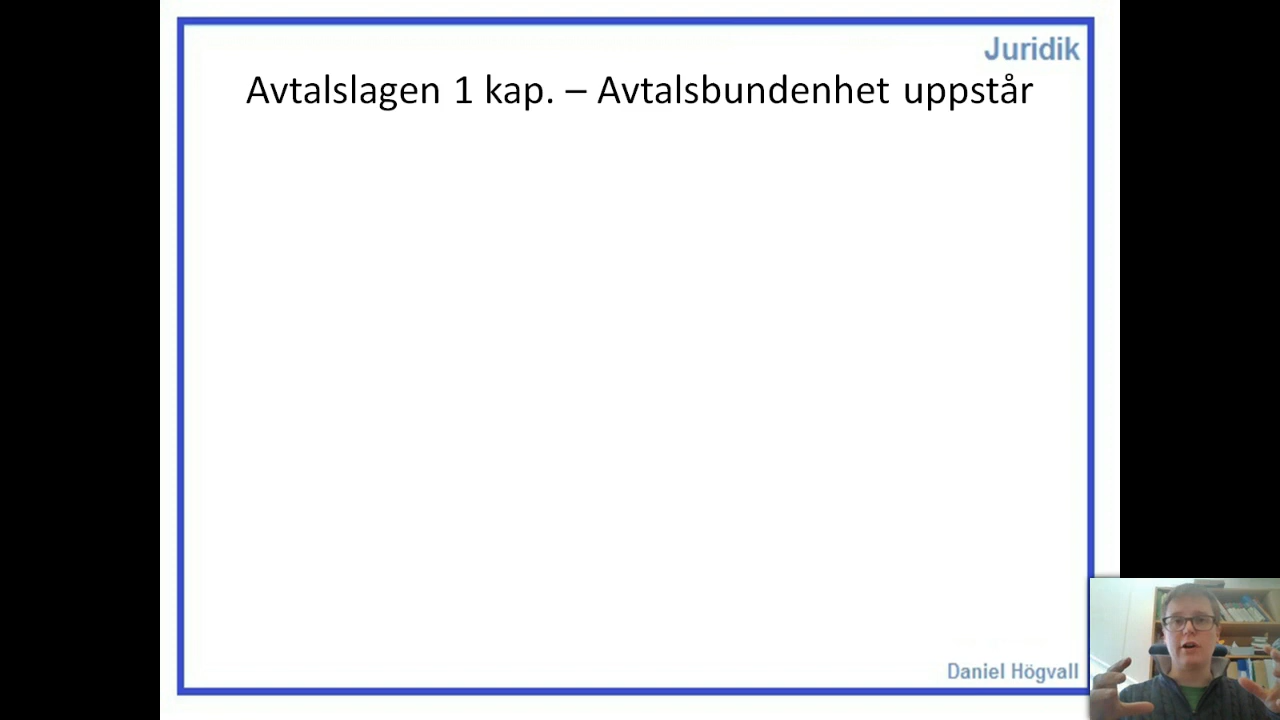 Juridik
Avtalslagen 1 kap. – Avtalsbundenhet uppstår
Daniel Högvall